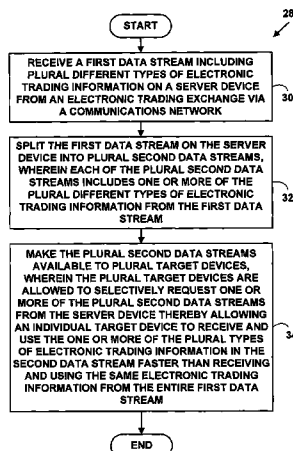 START
28
RECEIVE A FIRST DATA STREAM INCLUDING
PLURAL DIFFERENT TYPES OF ELECTRONIC
TRADING INFORMATION ON A SERVER DEVICE
FROM AN ELECTRONIC TRADING EXCHANGE VIA
A COMMUNICATIONS NETWORK
30
SPLIT THE FIRST DATA STREAM ON THE SERVER
DEVICE INTO PLURAL SECOND DATA STREAMS,
WHEREIN EACH OF THE PLURAL SECOND DATA
STREAMS INCLUDES ONE OR MORE OF THE
PLURAL DIFFERENT TYPES OF ELECTRONIC
TRADING INFORMATION FROM THE FIRST DATA
STREAM
32
MAKE THE PLURAL SECOND DATA STREAMS
AVAILABLE TO PLURAL TARGET DEVICES,
WHEREIN THE PLURAL TARGET DEVICES ARE
ALLOWED TO SELECTIVELY REQUEST ONE OR
MORE OF THE PLURAL SECOND DATA STREAMS
FROM THE SERVER DEVICE THEREBY ALLOWING
AN INDIVIDUAL TARGET DEVICE TO RECEIVE AND
USE THE ONE OR MORE OF THE PLURAL TYPES
OF ELECTRONIC TRADING INFORMATION IN THE
SECOND DATA STREAM FASTER THAN RECEIVING
AND USING THE SAME ELECTRONIC TRADING
INFORMATION FROM THE ENTIRE FIRST DATA
STREAM
34
END